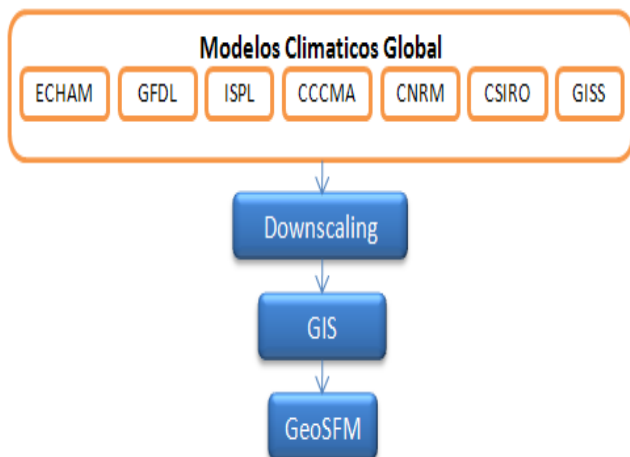 Modelos Climaticos Global
ECHAM GFDL ISPL CCCMA CNRM CSIRO GISS
Downscaling
GIS
GeoSFM